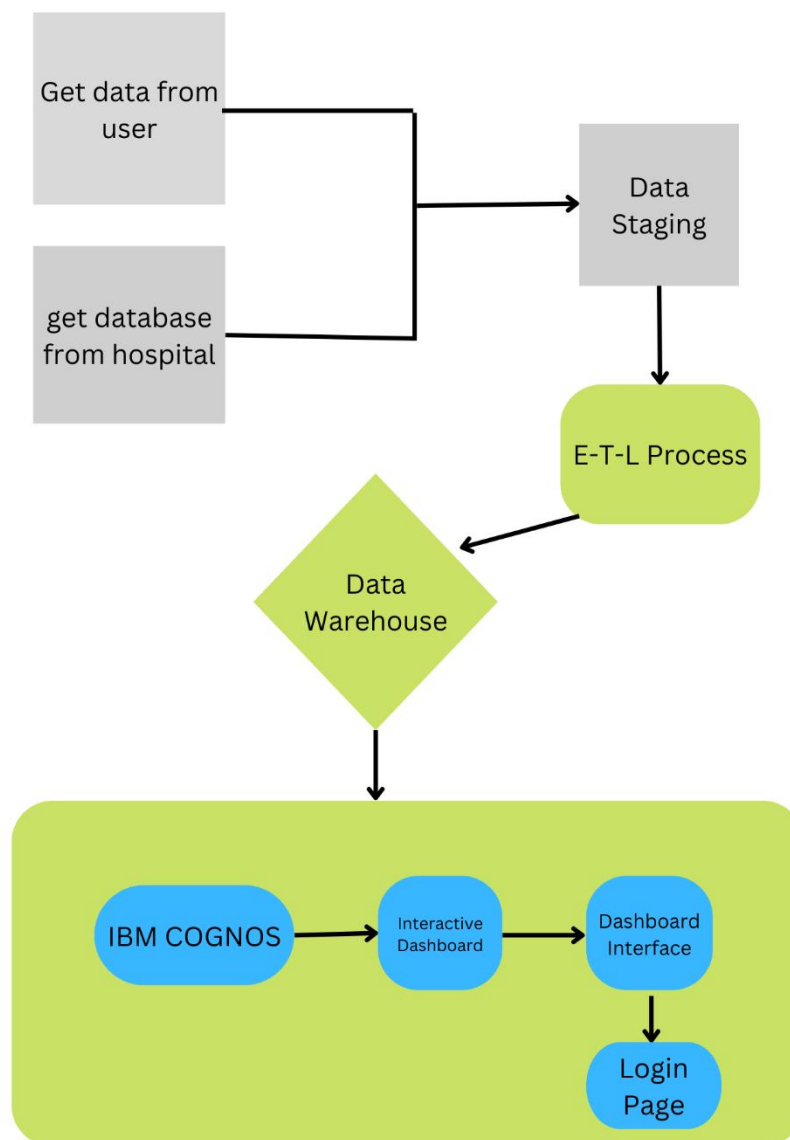 Get data from
user
get database
from hospital
Data
Staging
E-T-L Process
Data
Warehouse
IBM COGNOS
Interactive
Dashboard
Dashboard
Interface
Login
Page